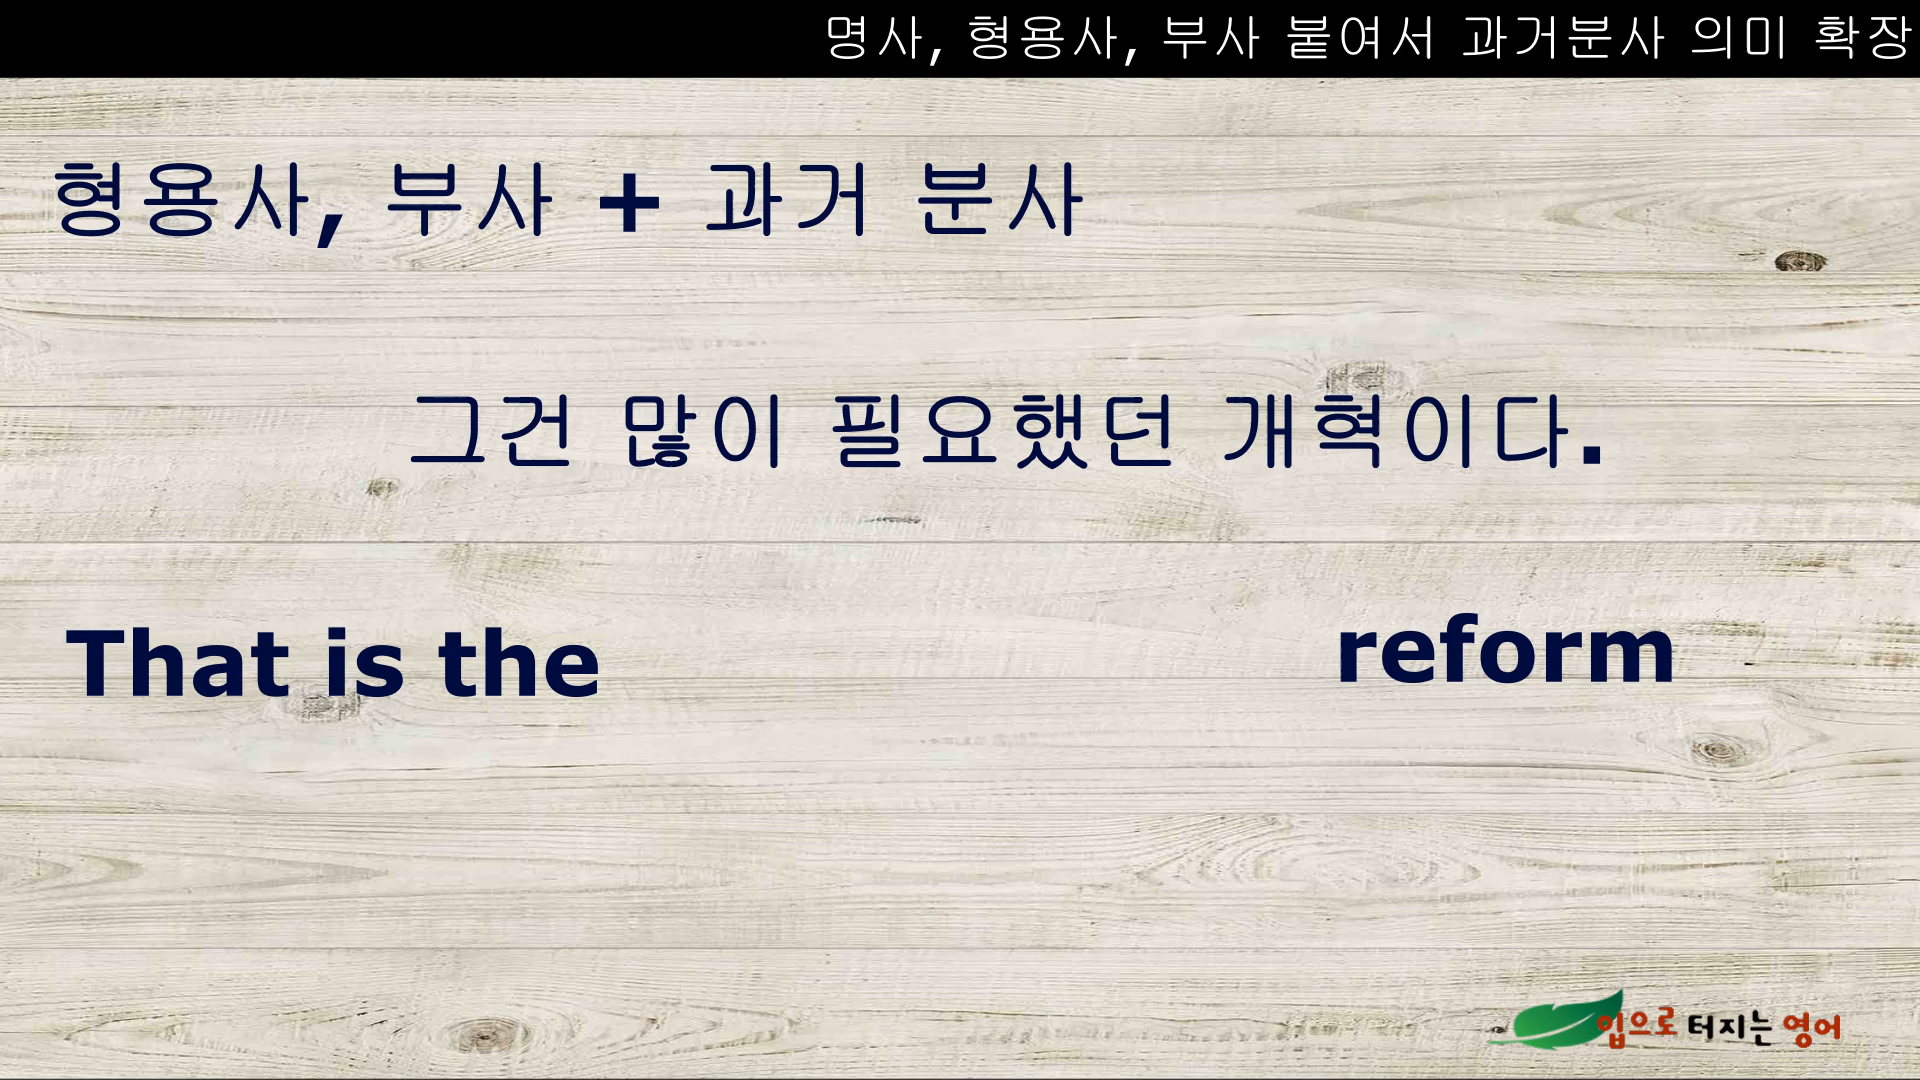 명사, 형용사, 부사 붙여서 과거분사 의미 확장
형용사, 부사 + 과거 분사
그건 많이 필요했던 개혁이다.
That is the reform
입으로 터지는 영어